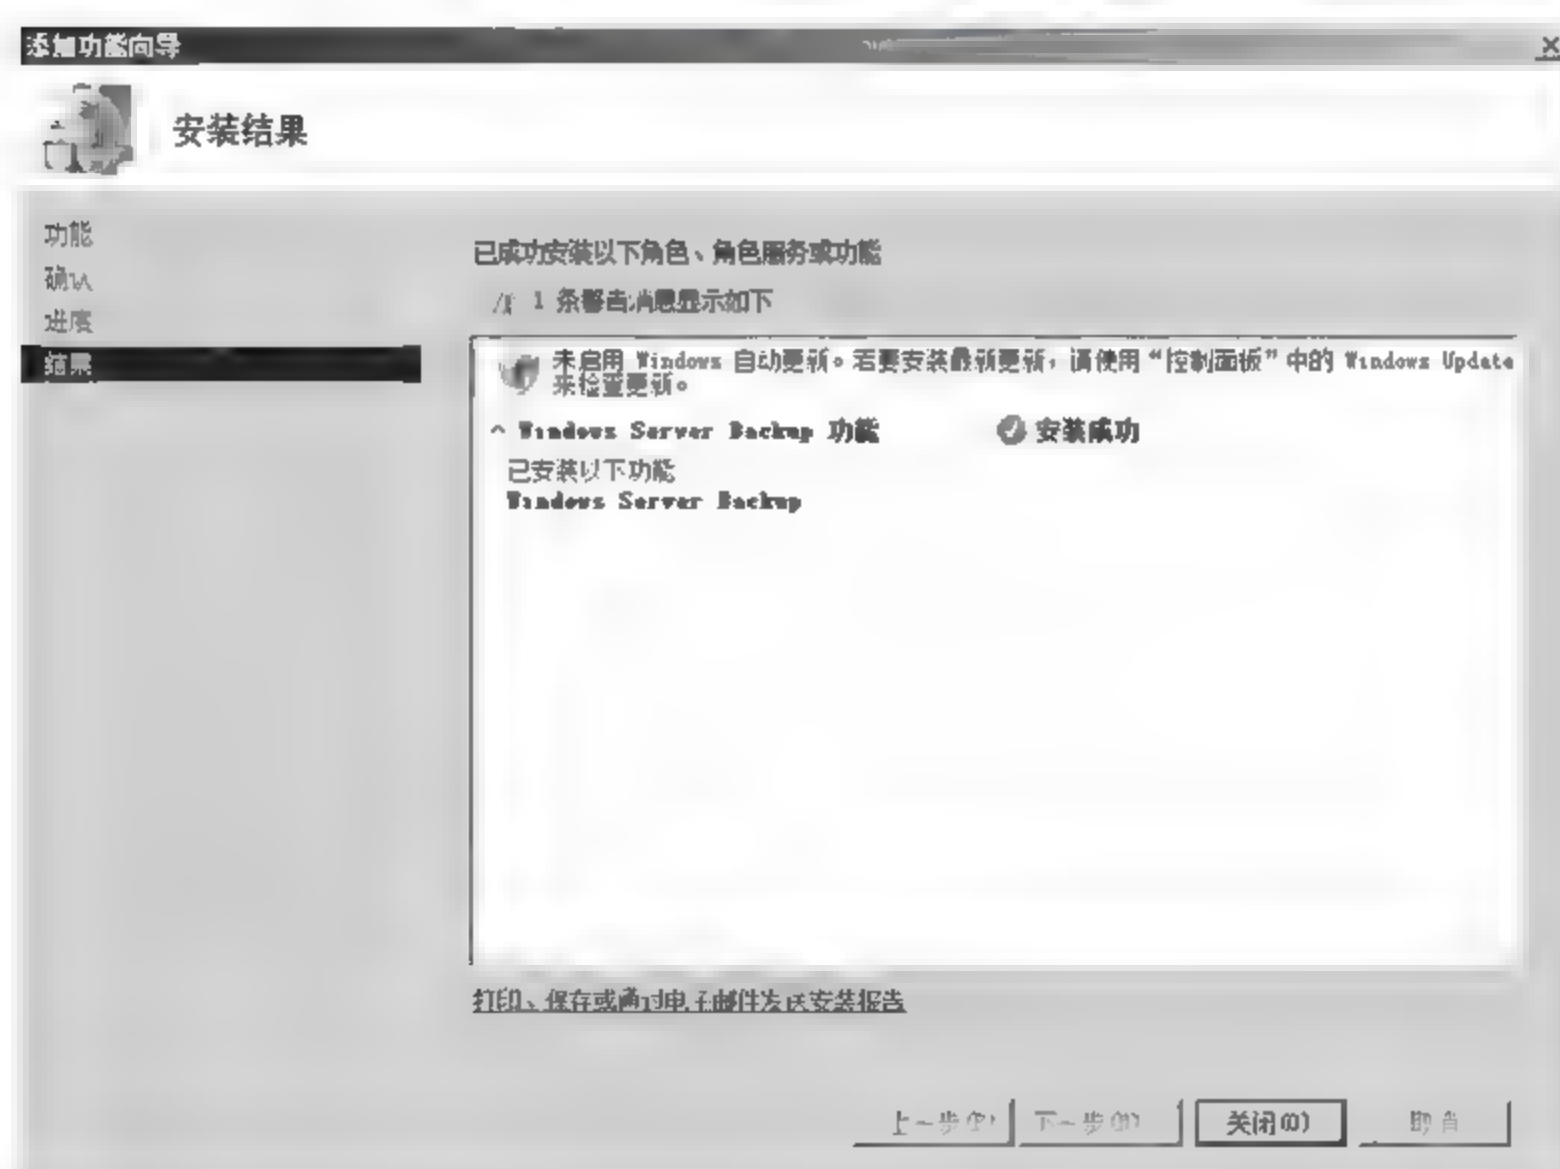 添加功能向导
安装结果
功能
确认
进度
结果
已成功安装以下角色、角色服务或功能
1 条警告消息显示如下
未启用 Windows 自动更新。若要安装最新更新，请使用“控制面板”中的 Windows Update
来检查更新。
Windows Server Backup 功能
安装成功
已安装以下功能
Windows Server Backup
打印、保存或通过电子邮件发送安装报告
上一步(P)
下一步(N)
关闭(O)
取消